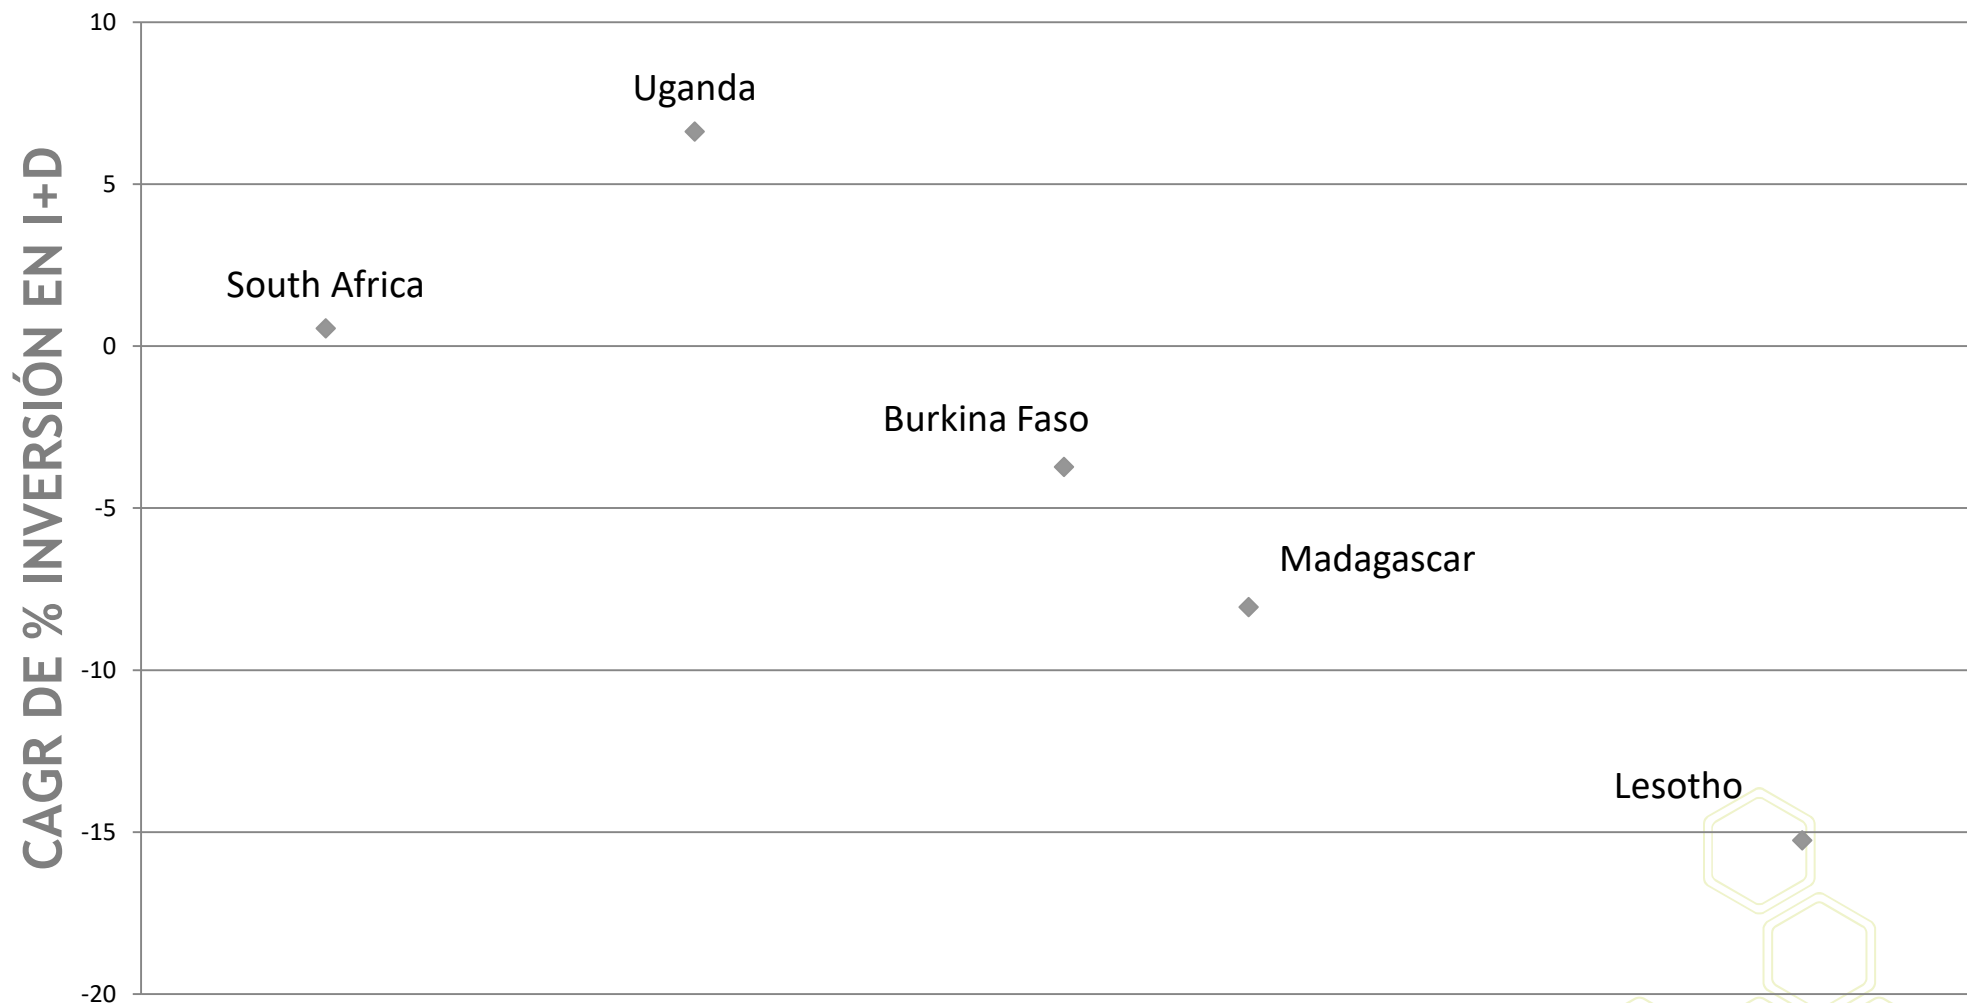 CAGR DE % INVERSIÓN EN I+D
10
5
0
-5
-10
-15
-20
Uganda
South Africa
Burkina Faso
Madagascar
Lesotho